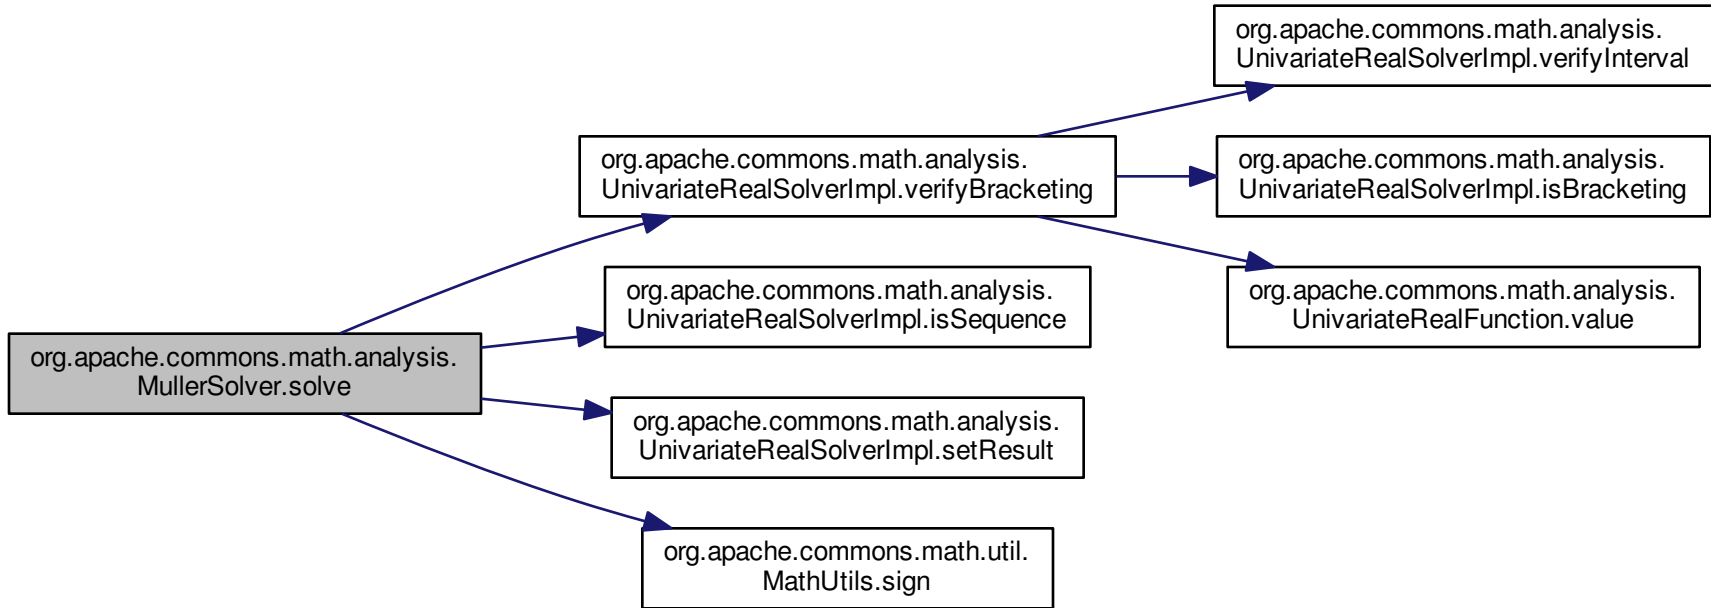 org.apache.commons.math.analysis.
MullerSolver.solve
org.apache.commons.math.analysis.
UnivariateRealSolverImpl.verifyBracketing
org.apache.commons.math.analysis.
UnivariateRealSolverImpl.isSequence
org.apache.commons.math.analysis.
UnivariateRealSolverImpl.setResult
org.apache.commons.math.util.
MathUtils.sign
org.apache.commons.math.analysis.
UnivariateRealSolverImpl.verifyInterval
org.apache.commons.math.analysis.
UnivariateRealSolverImpl.isBracketing
org.apache.commons.math.analysis.
UnivariateRealFunction.value